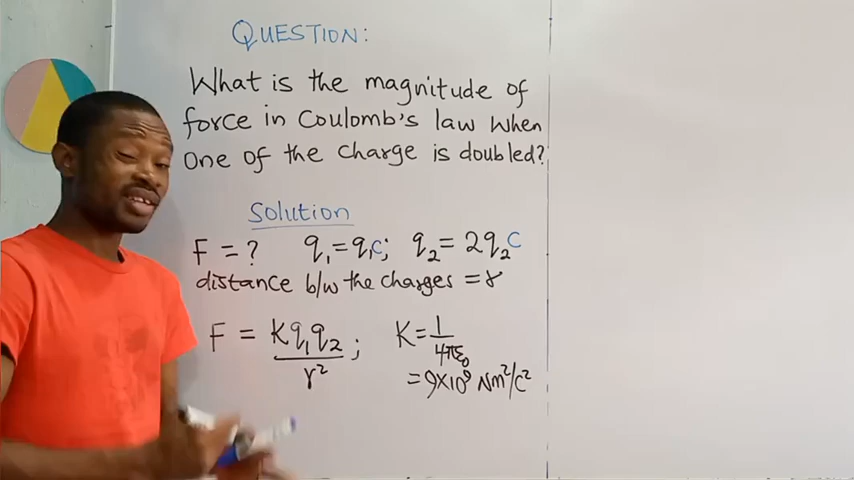 QUESTION:
What is the magnitude of
force in Coulomb's law when
One of the charge is doubled?
Solution
F = ? q₁ = q₁C; q₂ = 2q₂C
distance b/w the charges = r
F = Kq₁q₂/r² ; K = 1/4πε₀
= 9×10⁹ Nm²/C²